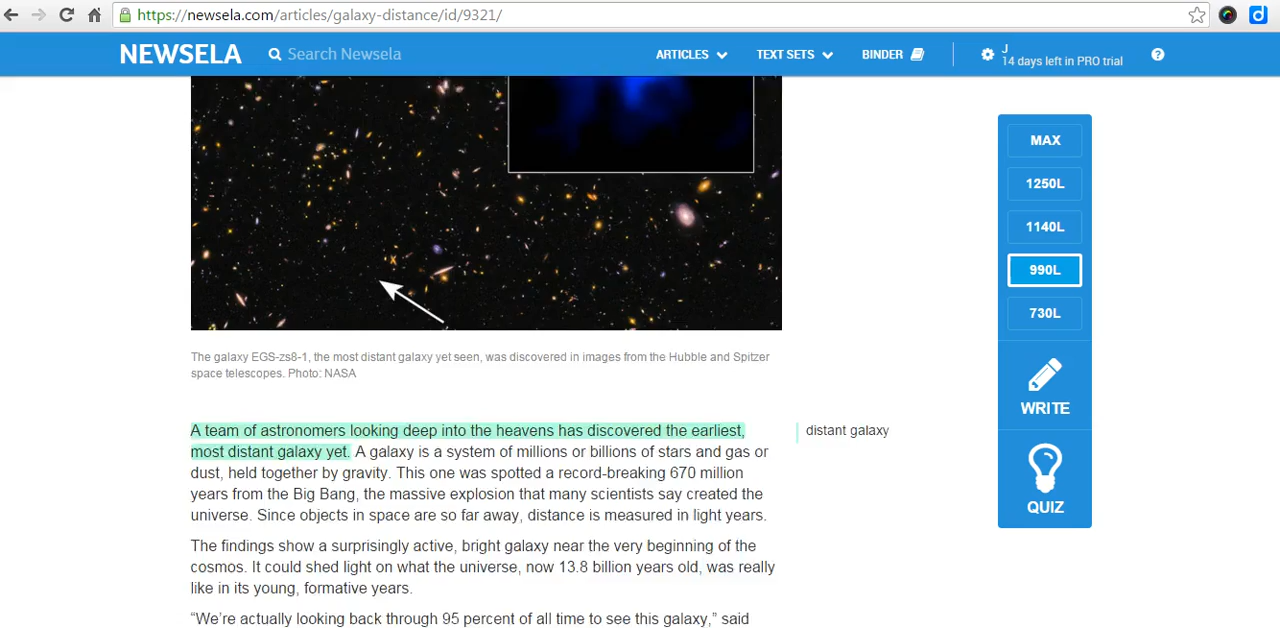 https://newsela.com/articles/galaxy-distance/id/9321/
NEWSELA
Search Newsela
ARTICLES
TEXT SETS
BINDER
J
14 days left in PRO trial
?
MAX
1250L
1140L
990L
730L
WRITE
QUIZ
The galaxy EGS-zs8-1, the most distant galaxy yet seen, was discovered in images from the Hubble and Spitzer
space telescopes. Photo: NASA
A team of astronomers looking deep into the heavens has discovered the earliest,
distant galaxy
most distant galaxy yet. A galaxy is a system of millions or billions of stars and gas or
dust, held together by gravity. This one was spotted a record-breaking 670 million
years from the Big Bang, the massive explosion that many scientists say created the
universe. Since objects in space are so far away, distance is measured in light years.
The findings show a surprisingly active, bright galaxy near the very beginning of the
cosmos. It could shed light on what the universe, now 13.8 billion years old, was really
like in its young, formative years.
“We’re actually looking back through 95 percent of all time to see this galaxy,” said